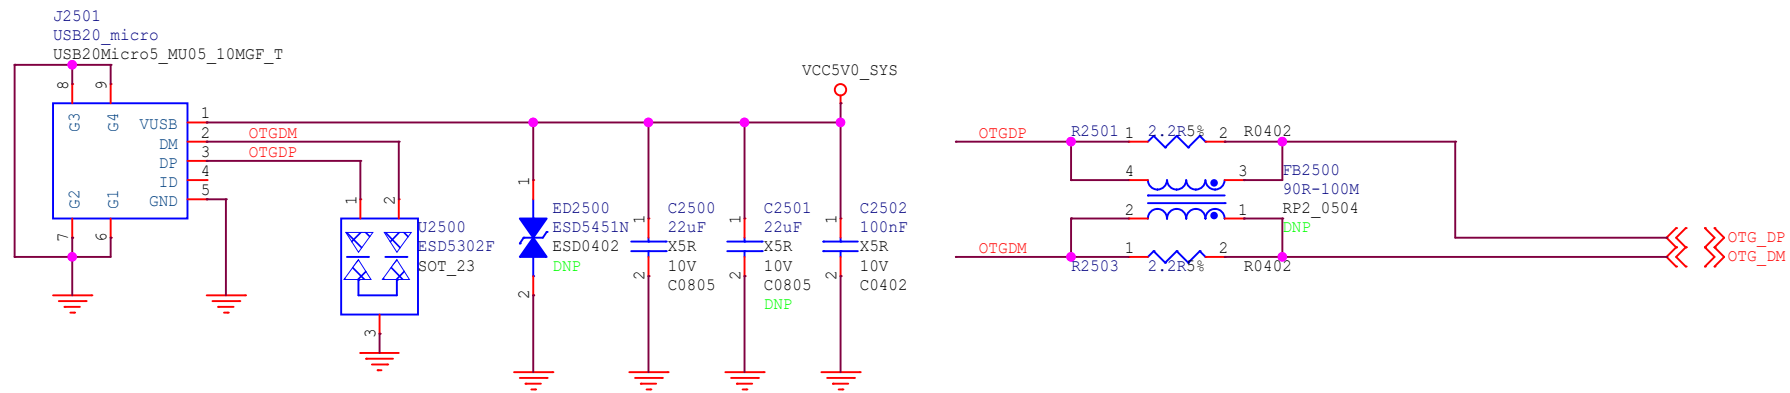 J2501
USB20_micro
USB20Micro5_MU05_10MGF_T
8
9
G3
G4
G2
G1
7
6
VUSB
DM
DP
ID
GND
1
2
3
4
5
OTGDM
OTGDP
1
2
U2500
ESD5302F
SOT_23
3
1
ED2500
ESD5451N
ESD0402
DNP
2
1
C2500
22uF
X5R
10V
C0805
2
1
C2501
22uF
X5R
10V
C0805
DNP
2
VCC5V0_SYS
1
C2502
100nF
X5R
10V
C0402
2
OTGDP
R2501 1 2.2R5% 2 R0402
4
3
FB2500
90R-100M
RP2_0504
DNP
2
1
OTGDM
1
2
R2503 2.2R5% R0402
OTG_DP
OTG_DM